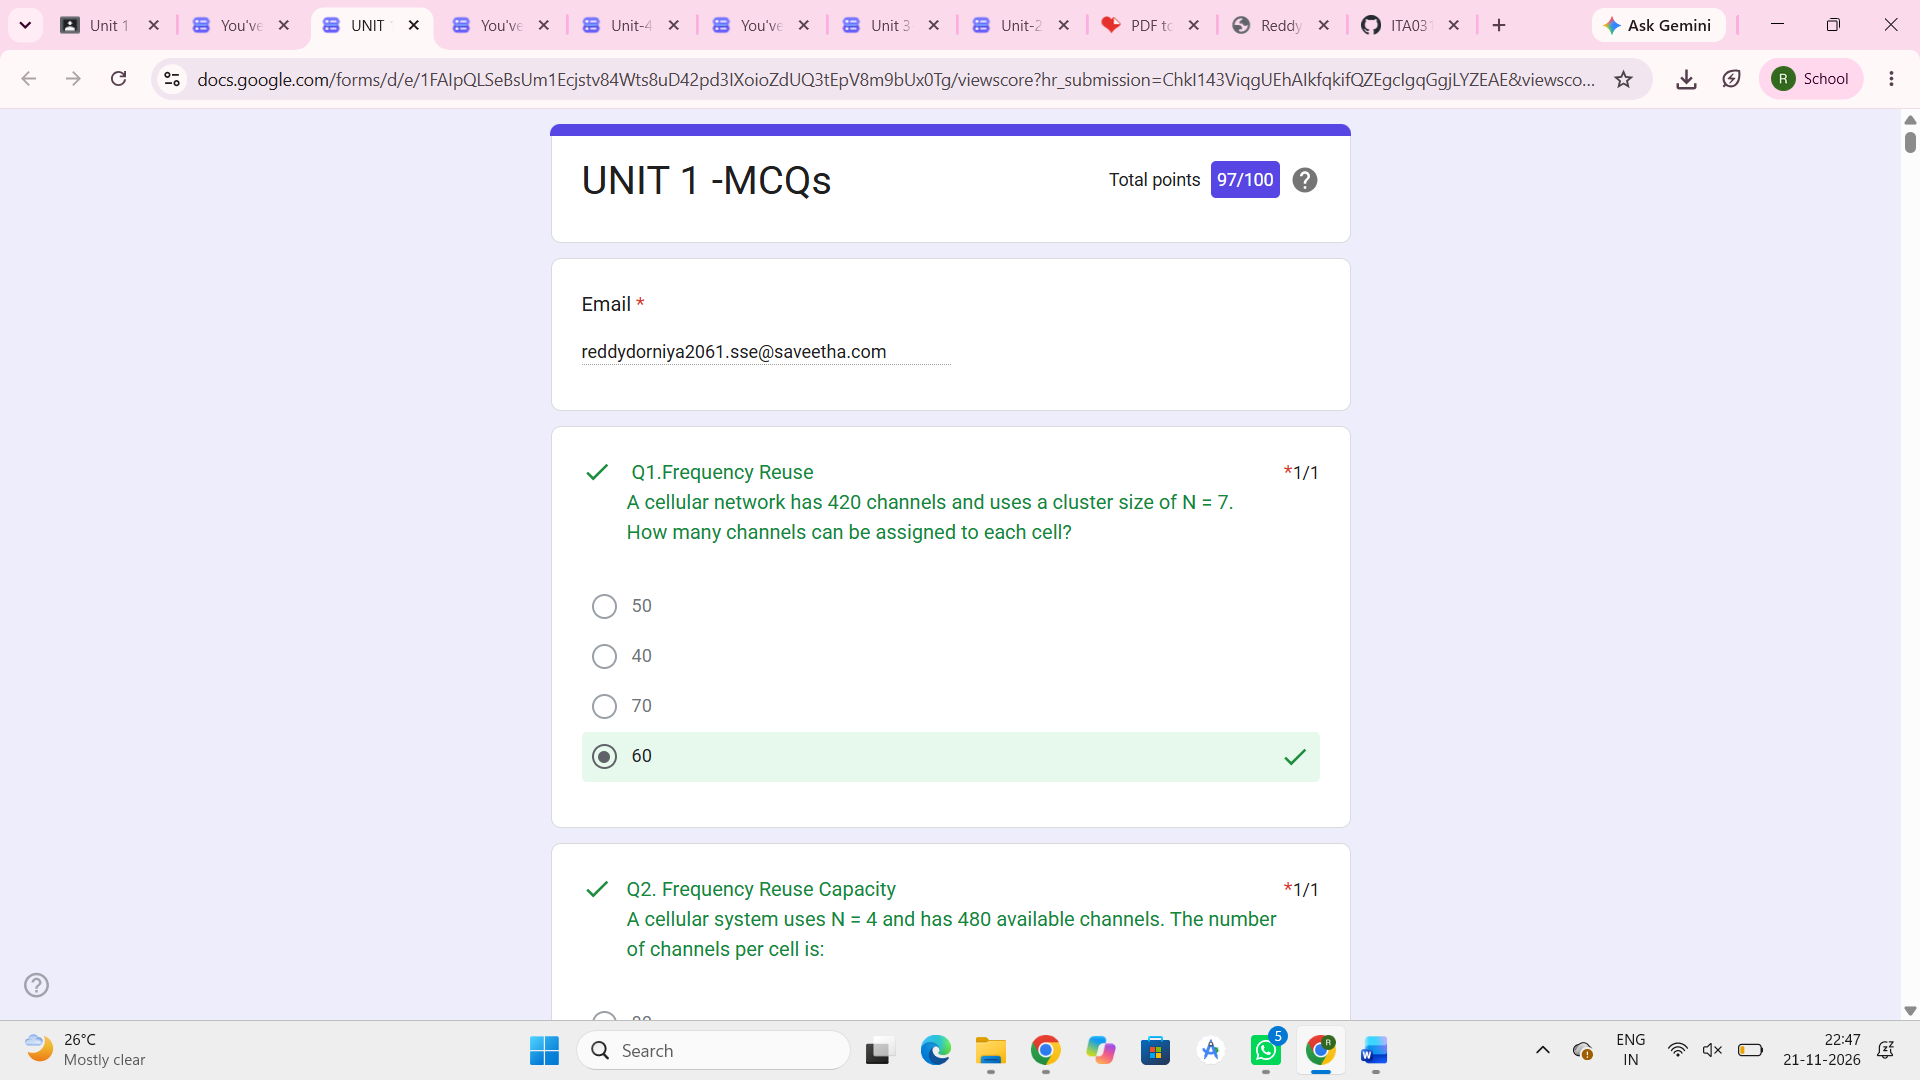 Unit 1
You've
UNIT
You've
Unit-4
You've
Unit 3
Unit-2
PDF to
Reddy
ITA031
Ask Gemini
docs.google.com/forms/d/e/1FAIpQLSeBsUm1Ecjstv84Wts8uD42pd3IXoioZdUQ3tEpV8m9bUx0Tg/viewscore?hr_submission=ChkI143ViqgUEhAIkfqkifQZEgcIgqGgjLYZEAE&viewsco...
R
School
UNIT 1 -MCQs
Total points 97/100
Email *
reddydorniya2061.sse@saveetha.com
Q1.Frequency Reuse
*1/1
A cellular network has 420 channels and uses a cluster size of N = 7.
How many channels can be assigned to each cell?
50
40
70
60
Q2. Frequency Reuse Capacity
*1/1
A cellular system uses N = 4 and has 480 available channels. The number
of channels per cell is:
26°C
Mostly clear
Search
5
R
ENG
IN
22:47
21-11-2026